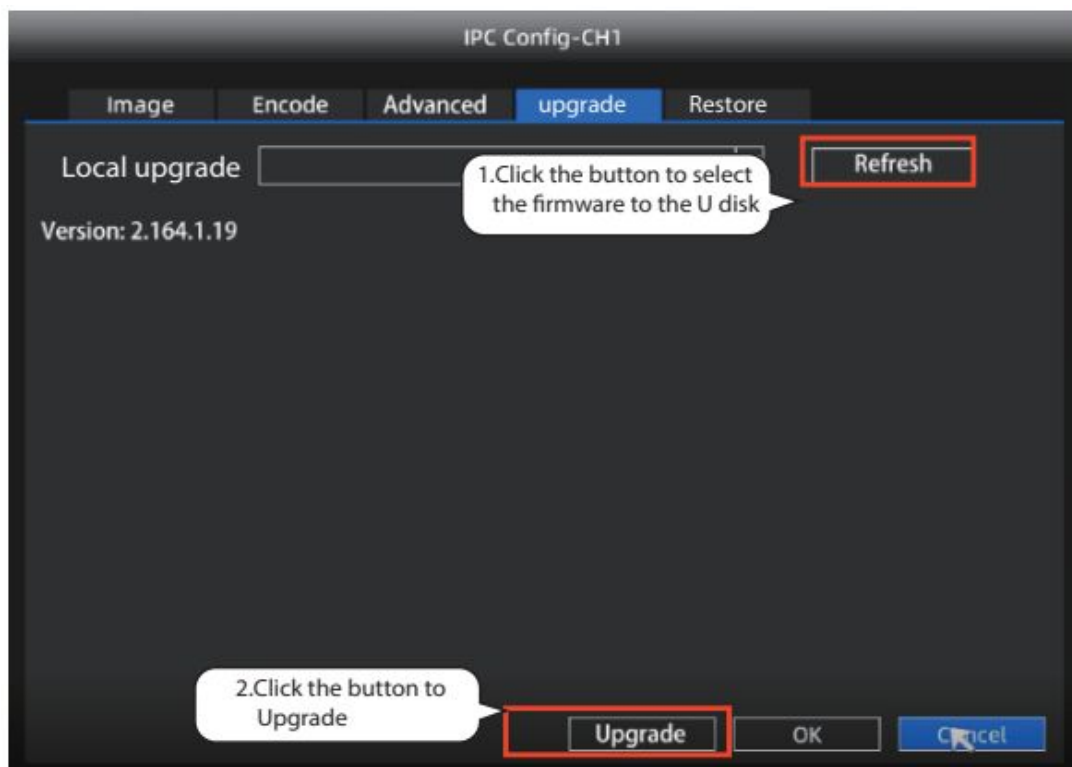 IPC Config-CH1
Image Encode Advanced upgrade Restore
Local upgrade
Refresh
1.Click the button to select
the firmware to the U disk
Version: 2.164.1.19
2.Click the button to
Upgrade
Upgrade OK Cancel